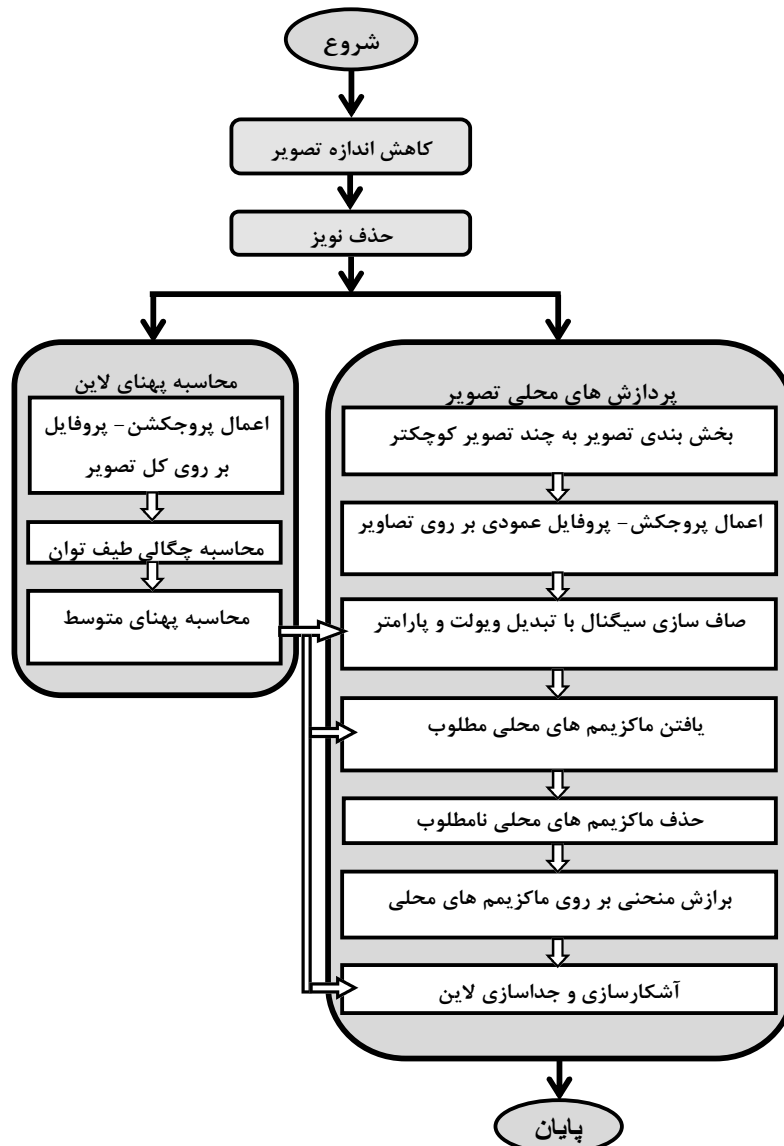 شروع
کاهش اندازه تصویر
حذف نویز
محاسبه پهنای لاین
اعمال پروجکشن - پروفایل
بر روی کل تصویر
محاسبه چگالی طیف توان
محاسبه پهنای متوسط
پردازش های محلی تصویر
بخش بندی تصویر به چند تصویر کوچکتر
اعمال پروجکش - پروفایل عمودی بر روی تصاویر
صاف سازی سیگنال با تبدیل ویولت و پارامتر
یافتن ماکزیمم های محلی مطلوب
حذف ماکزیمم های محلی نامطلوب
برازش منحنی بر روی ماکزیمم های محلی
آشکارسازی و جداسازی لاین
پایان